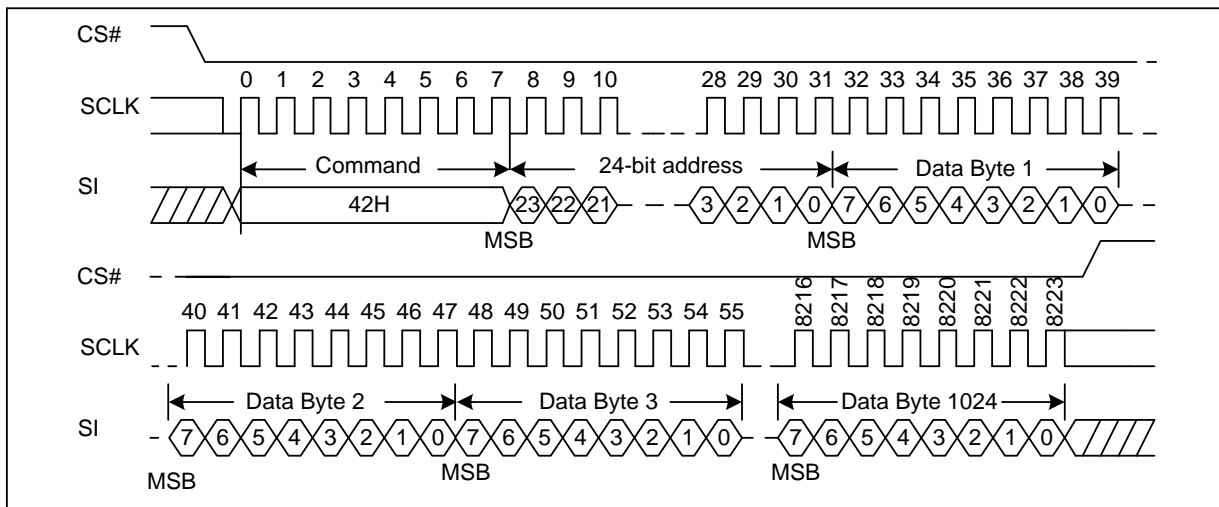 CS#
0 1 2 3 4 5 6 7 8 9 10 28 29 30 31 32 33 34 35 36 37 38 39
SCLK
Command 24-bit address Data Byte 1
SI
42H 23 22 21 3 2 1 0 7 6 5 4 3 2 1 0
MSB MSB
CS#
40 41 42 43 44 45 46 47 48 49 50 51 52 53 54 55 8216 8217 8218 8219 8220 8221 8222 8223
SCLK
Data Byte 2 Data Byte 3 Data Byte 1024
SI
7 6 5 4 3 2 1 0 7 6 5 4 3 2 1 0 7 6 5 4 3 2 1 0
MSB MSB MSB